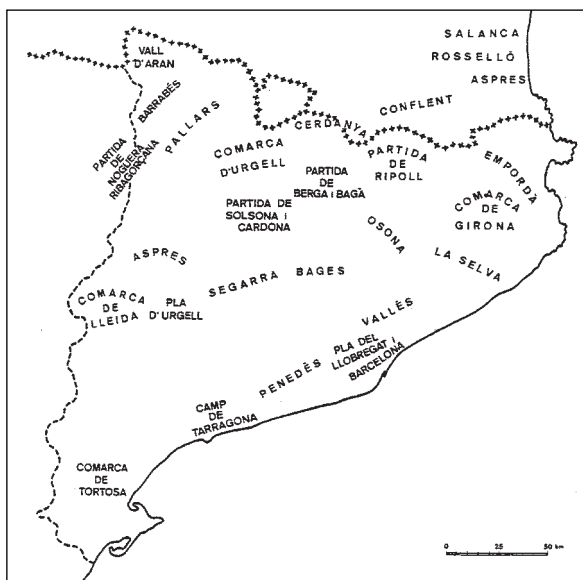 SALANCA
ROSSELLÓ
ASPRES
VALL
D'ARAN
BARRABÉS
CONFLENT
PARTIDA
DE
NOGUERA
RIBAGORÇANA
PALLARS
CERDANYA
COMARCA
D'URGELL
PARTIDA
DE
RIPOLL
EMPORDÀ
PARTIDA
DE
BERGA i BAGÀ
PARTIDA DE
SOLSONA i
CARDONA
COMARCA
DE
GIRONA
OSONA
ASPRES
LA SELVA
SEGARRA
BAGES
COMARCA
DE
LLEIDA
PLA
D'URGELL
VALLÈS
PLA DEL
LLOBREGAT i
BARCELONA
PENEDÈS
CAMP
DE
TARRAGONA
COMARCA
DE
TORTOSA
0 25 50 km